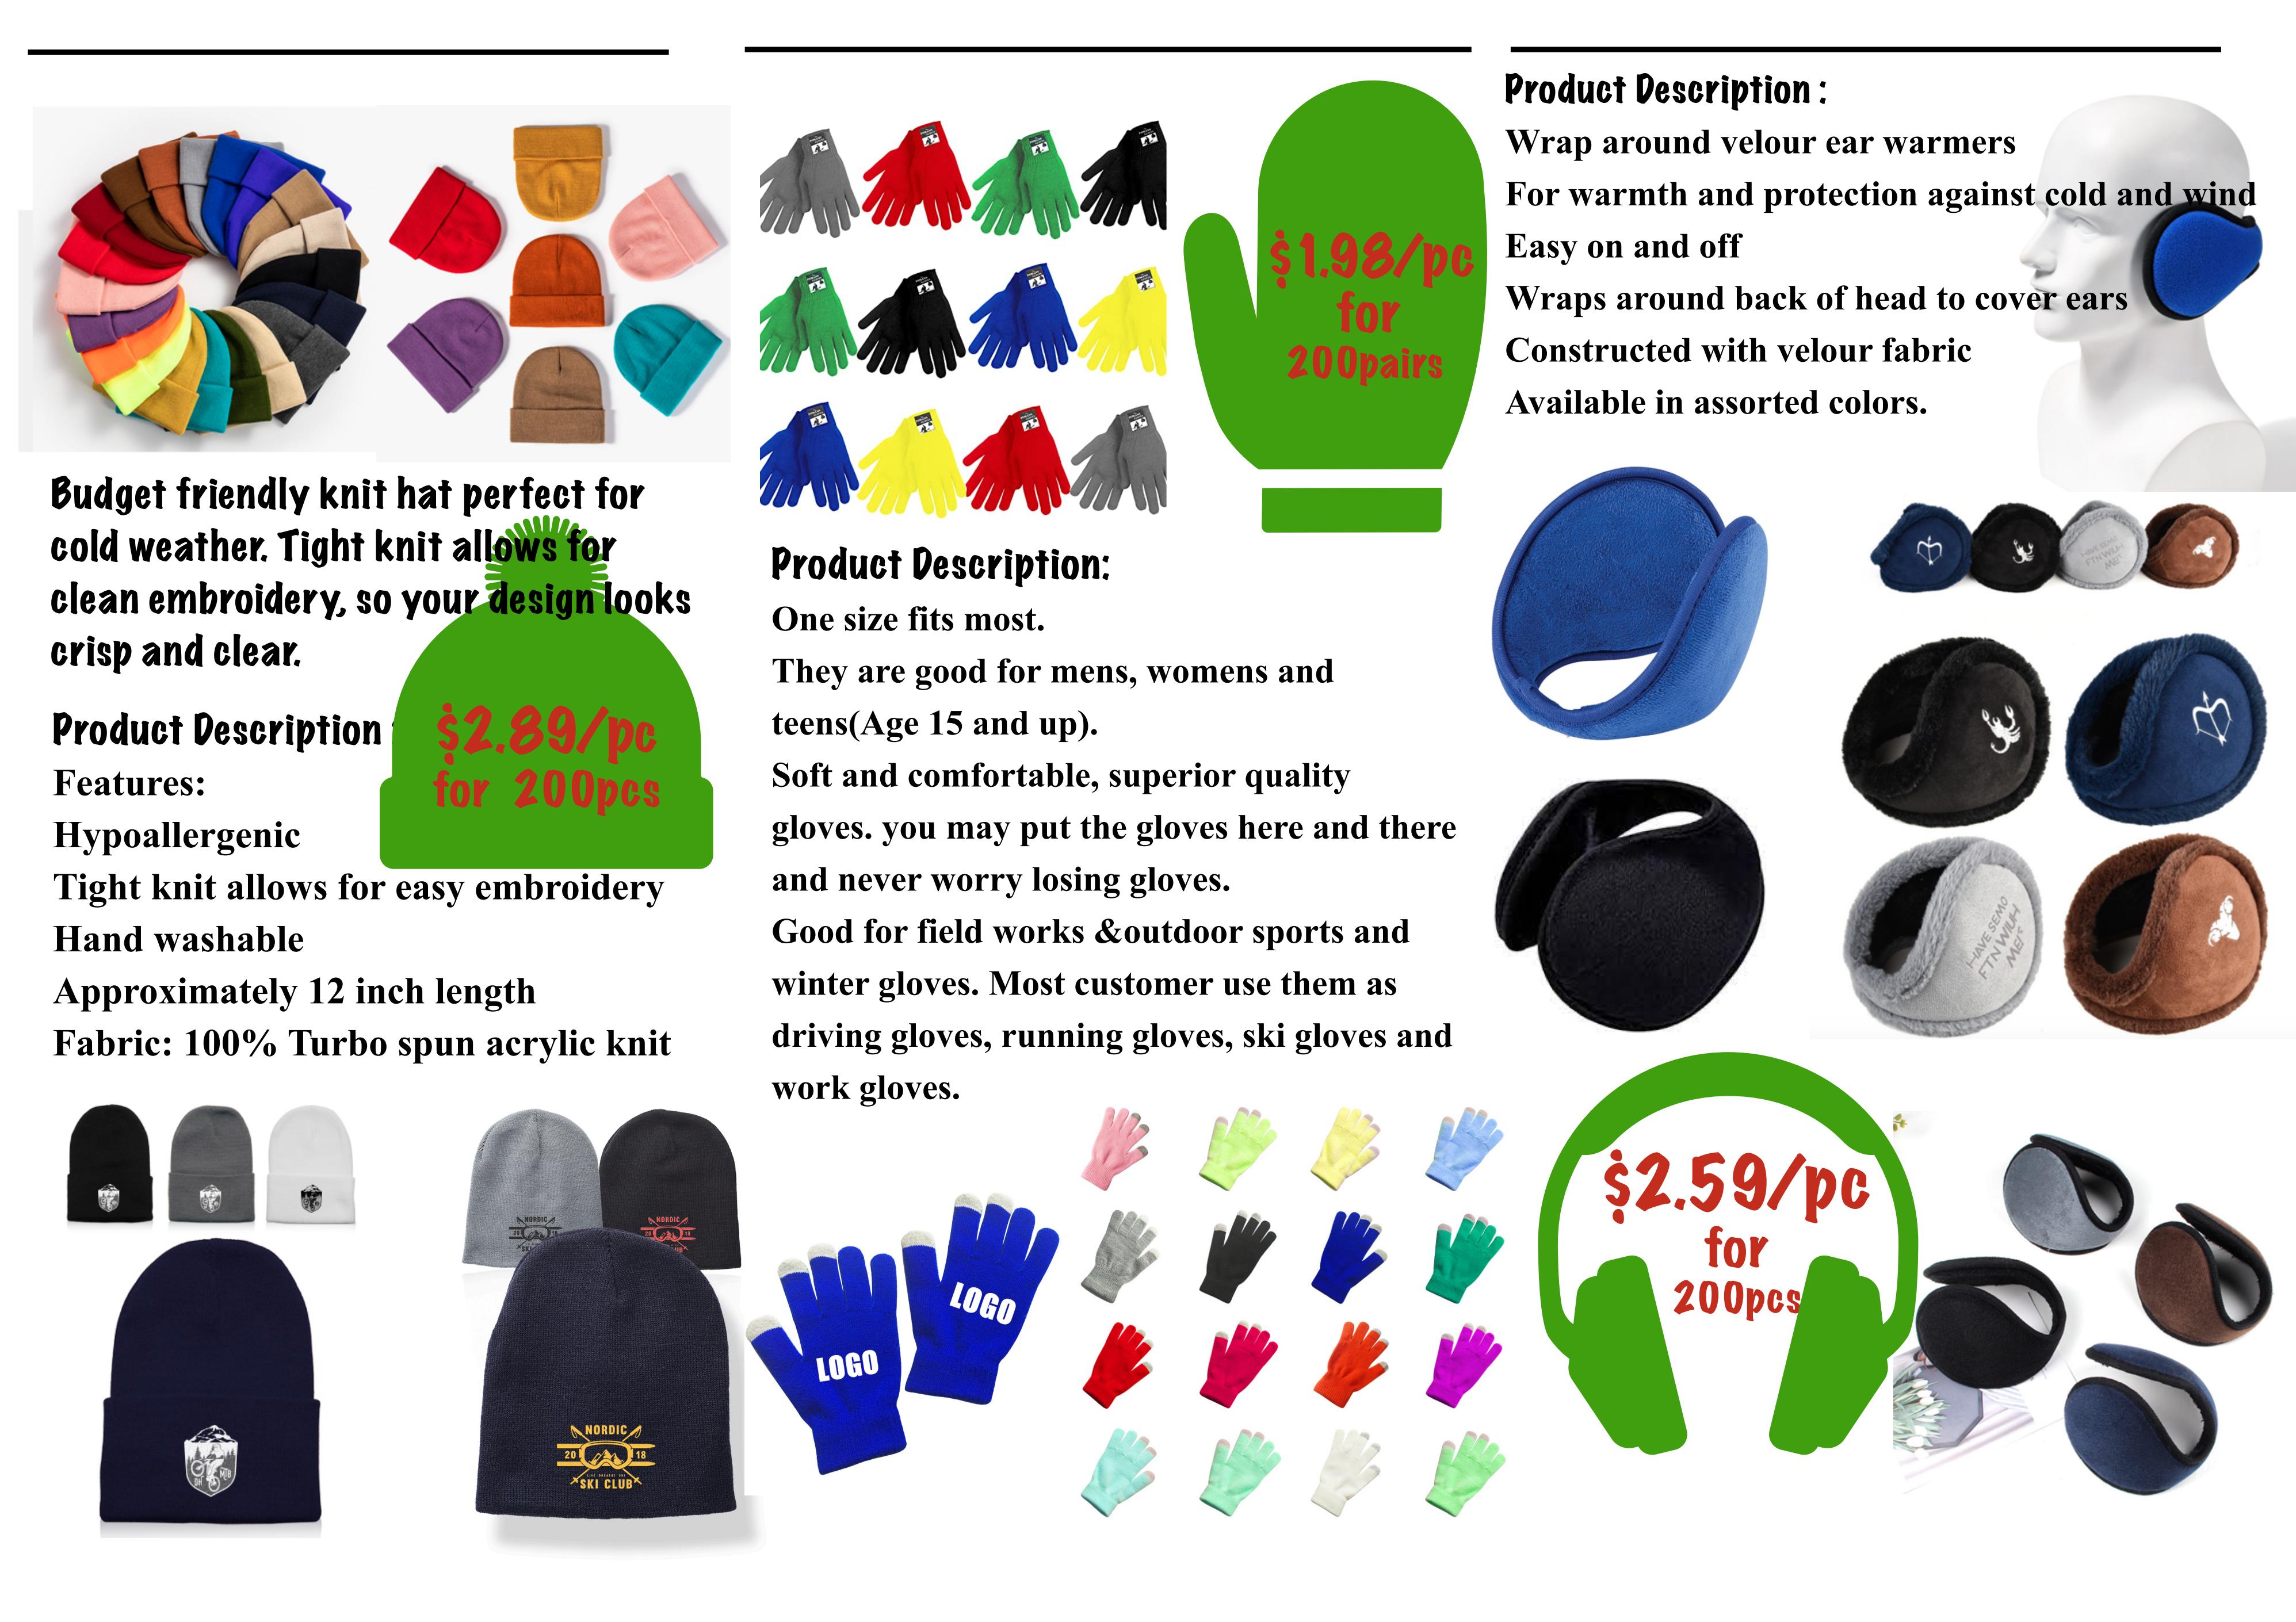 Budget friendly knit hat perfect for
cold weather. Tight knit allows for
clean embroidery, so your design looks
crisp and clear.
Product Description :
$2.89/pc
for 200pcs
Features:
Hypoallergenic
Tight knit allows for easy embroidery
Hand washable
Approximately 12 inch length
Fabric: 100% Turbo spun acrylic knit
NORDIC
NORDIC
NORDIC
20 18
SKI CLUB
DH MTB
$1.98/pc
for
200pairs
Product Description:
One size fits most.
They are good for mens, womens and
teens(Age 15 and up).
Soft and comfortable, superior quality
gloves. you may put the gloves here and there
and never worry losing gloves.
Good for field works &outdoor sports and
winter gloves. Most customer use them as
driving gloves, running gloves, ski gloves and
work gloves.
LOGO
LOGO
Product Description :
Wrap around velour ear warmers
For warmth and protection against cold and wind
Easy on and off
Wraps around back of head to cover ears
Constructed with velour fabric
Available in assorted colors.
I HAVE SEMO
FTN WIUH
ME!
$2.59/pc
for
200pcs